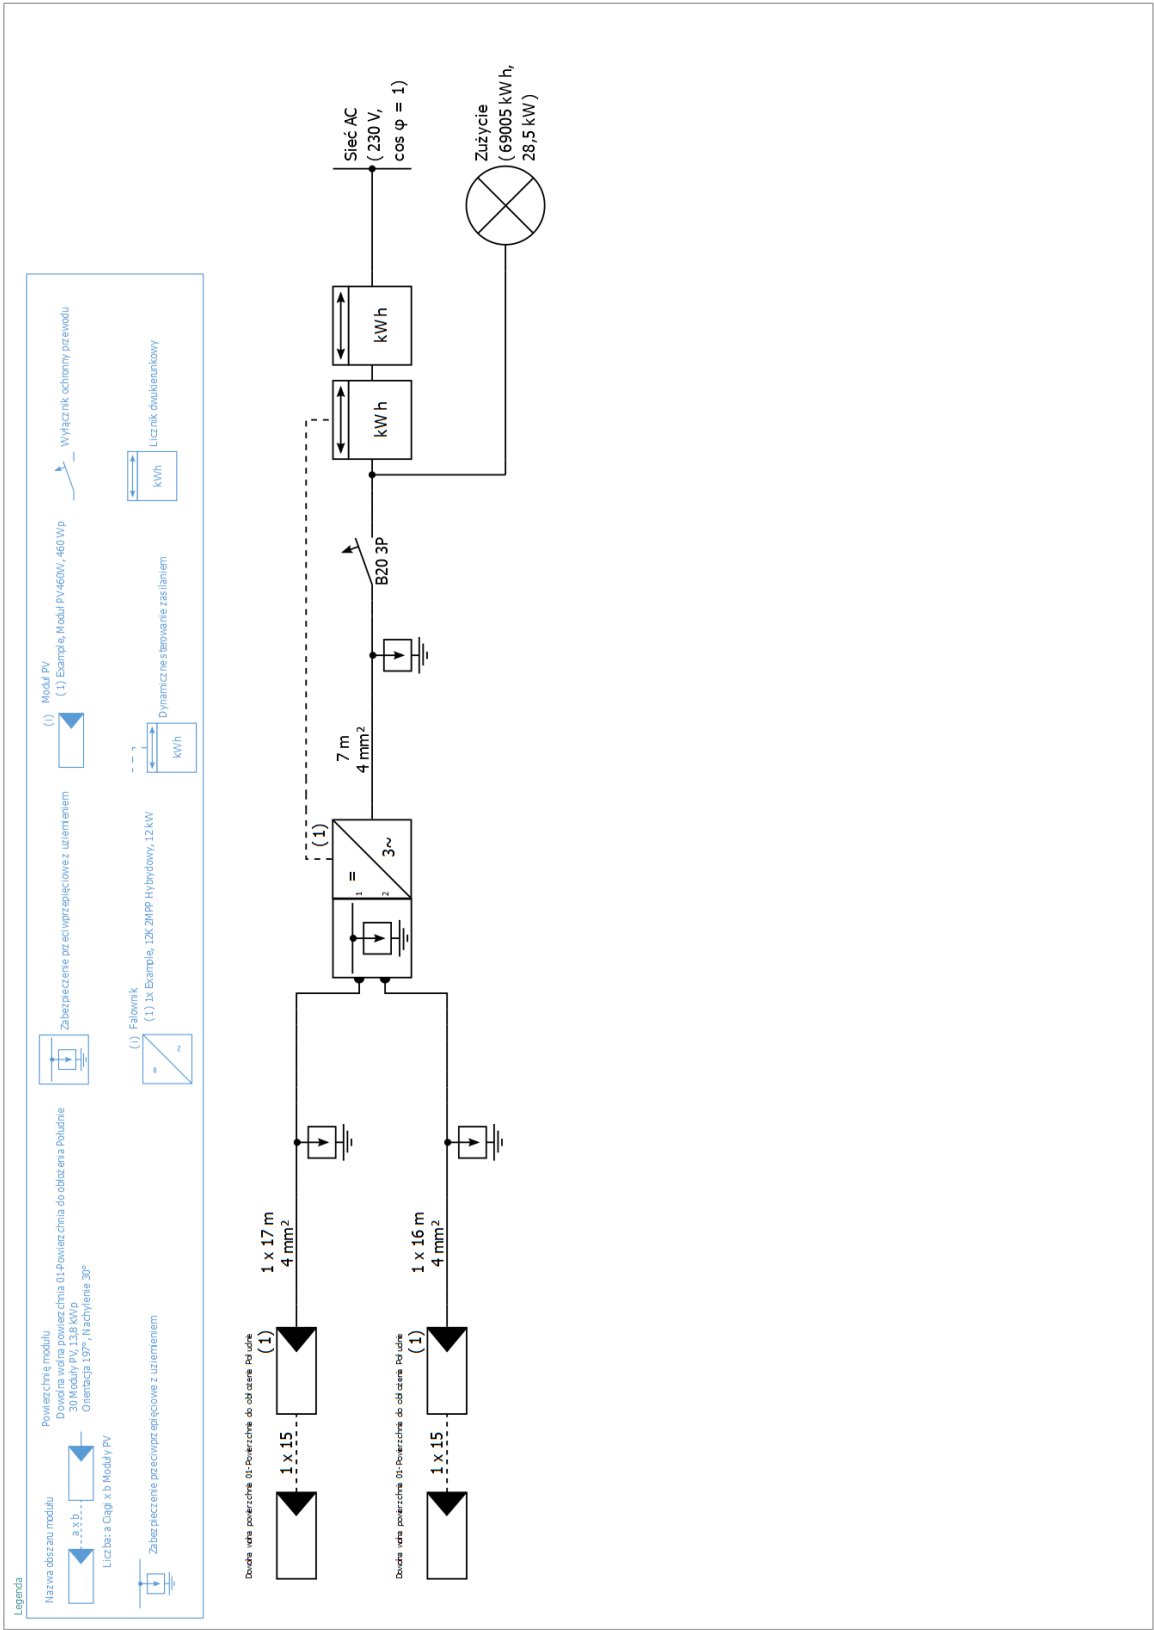 Legenda
Nazwa obszaru modułu
a x b
Liczba: a Ciągi x b Moduły PV
Powierzchnię modułu
Dowolna wolna powierzchnia 01-Powierzchnia do obłożenia Południe
30 Moduły PV, 13,8 kWp
Orientacja 197°, Nachylenie 30°
Zabezpieczenie przeciwprzepięciowe z uziemieniem
Zabezpieczenie przeciwprzepięciowe z uziemieniem
(i) Moduł PV
(1) Example, Moduł PV460W, 460 Wp
Wyłącznik ochronny przewodu
(i) Falownik
(1) 1x Example, 12K 2MPP Hybrydowy, 12 kW
=
~
kWh
Dynamiczne sterowanie zasilaniem
kWh
Licznik dwukierunkowy
Dowolna wolna powierzchnia 01-Powierzchnia do obłożenia Południe
(1)
1 x 15
1 x 17 m
4 mm²
Dowolna wolna powierzchnia 01-Powierzchnia do obłożenia Południe
(1)
1 x 15
1 x 16 m
4 mm²
(1)
=
3~
1
2
7 m
4 mm²
B20 3P
kWh
kWh
Sieć AC
(230 V,
cos φ = 1)
Zużycie
(69005 kWh,
28,5 kW)